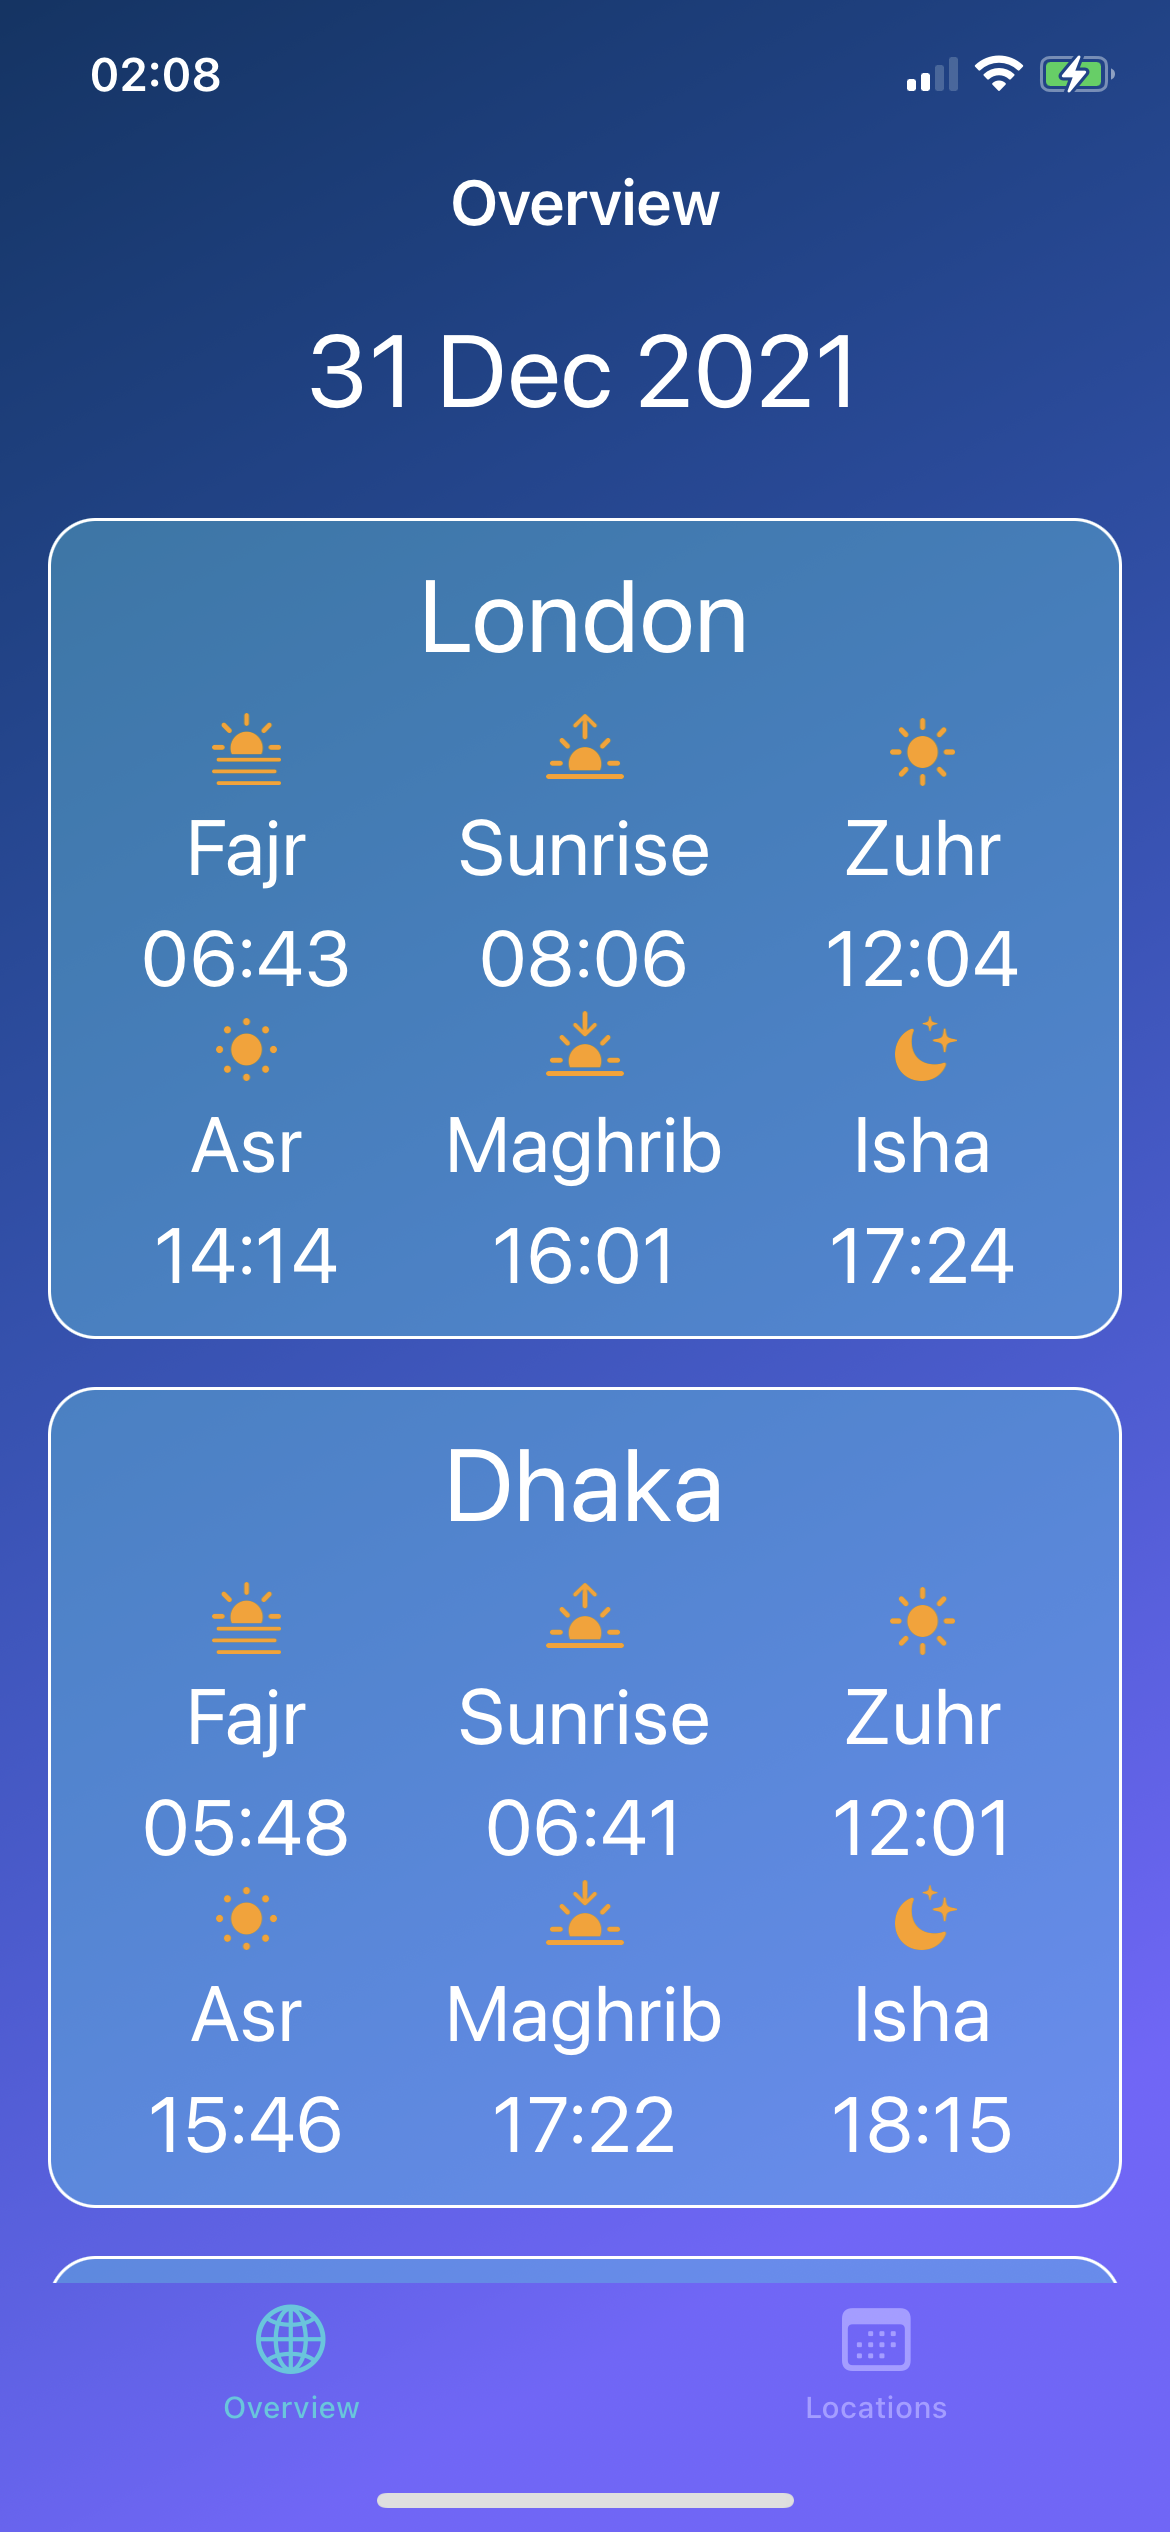 02:08
Overview
31 Dec 2021
London
Fajr Sunrise Zuhr
06:43 08:06 12:04
Asr Maghrib Isha
14:14 16:01 17:24
Dhaka
Fajr Sunrise Zuhr
05:48 06:41 12:01
Asr Maghrib Isha
15:46 17:22 18:15
Overview Locations